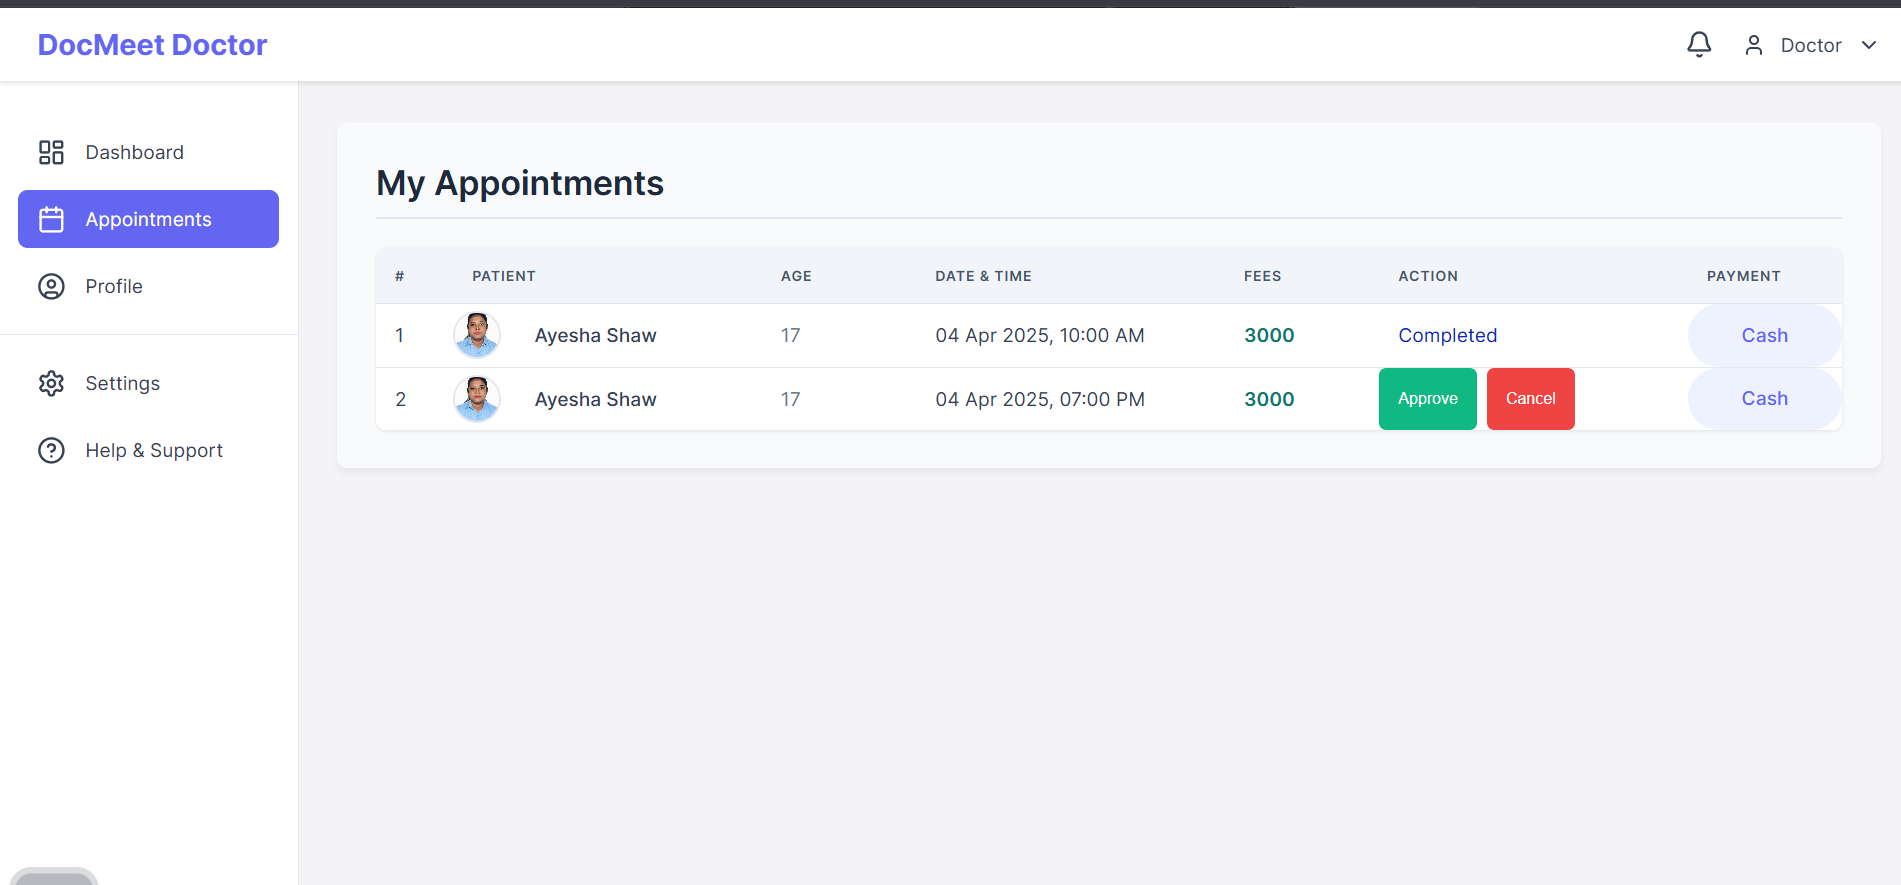 DocMeet Doctor
Doctor
Dashboard
Appointments
Profile
Settings
Help & Support
My Appointments
# PATIENT AGE DATE & TIME FEES ACTION PAYMENT
1 Ayesha Shaw 17 04 Apr 2025, 10:00 AM 3000 Completed Cash
2 Ayesha Shaw 17 04 Apr 2025, 07:00 PM 3000 Approve Cancel Cash